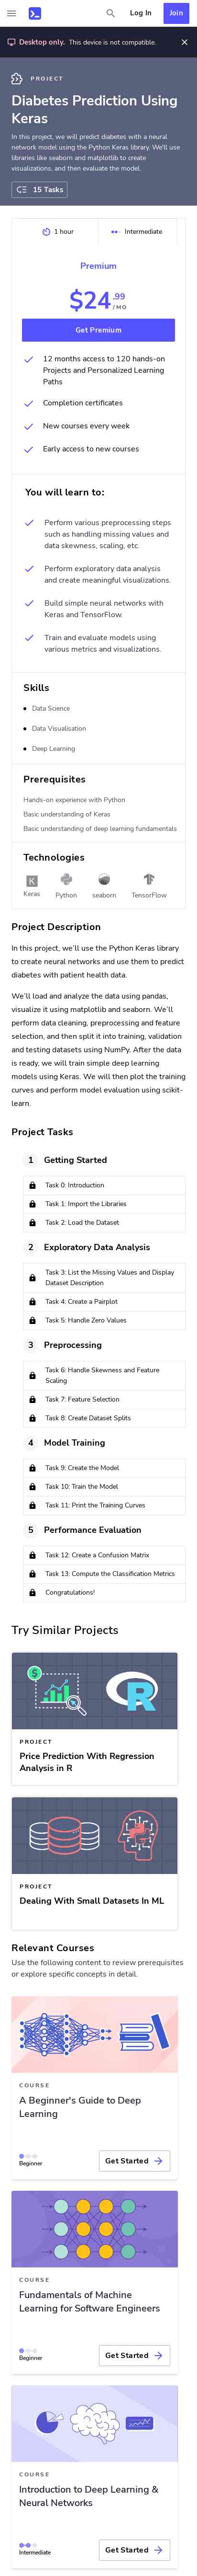 Log In
Join
Desktop only. This device is not compatible.
PROJECT
Diabetes Prediction Using
Keras
In this project, we will predict diabetes with a neural
network model using the Python Keras library. We'll use
libraries like seaborn and matplotlib to create
visualizations, and then evaluate the model.
15 Tasks
1 hour
Intermediate
Premium
$24.99/MO
Get Premium
12 months access to 120 hands-on
Projects and Personalized Learning
Paths
Completion certificates
New courses every week
Early access to new courses
You will learn to:
Perform various preprocessing steps
such as handling missing values and
data skewness, scaling, etc.
Perform exploratory data analysis
and create meaningful visualizations.
Build simple neural networks with
Keras and TensorFlow.
Train and evaluate models using
various metrics and visualizations.
Skills
Data Science
Data Visualisation
Deep Learning
Prerequisites
Hands-on experience with Python
Basic understanding of Keras
Basic understanding of deep learning fundamentals
Technologies
K
Keras
Python
seaborn
TensorFlow
Project Description
In this project, we'll use the Python Keras library
to create neural networks and use them to predict
diabetes with patient health data.
We'll load and analyze the data using pandas,
visualize it using matplotlib and seaborn. We'll
perform data cleaning, preprocessing and feature
selection, and then split it into training, validation
and testing datasets using NumPy. After the data
is ready, we will train simple deep learning
models using Keras. We will then plot the training
curves and perform model evaluation using scikit-
learn.
Project Tasks
1 Getting Started
Task 0: Introduction
Task 1: Import the Libraries
Task 2: Load the Dataset
2 Exploratory Data Analysis
Task 3: List the Missing Values and Display
Dataset Description
Task 4: Create a Pairplot
Task 5: Handle Zero Values
3 Preprocessing
Task 6: Handle Skewness and Feature
Scaling
Task 7: Feature Selection
Task 8: Create Dataset Splits
4 Model Training
Task 9: Create the Model
Task 10: Train the Model
Task 11: Print the Training Curves
5 Performance Evaluation
Task 12: Create a Confusion Matrix
Task 13: Compute the Classification Metrics
Congratulations!
Try Similar Projects
$
R
PROJECT
Price Prediction With Regression
Analysis in R
PROJECT
Dealing With Small Datasets In ML
Relevant Courses
Use the following content to review prerequisites
or explore specific concepts in detail.
COURSE
A Beginner's Guide to Deep
Learning
Beginner
Get Started
COURSE
Fundamentals of Machine
Learning for Software Engineers
Beginner
Get Started
COURSE
Introduction to Deep Learning &
Neural Networks
Intermediate
Get Started